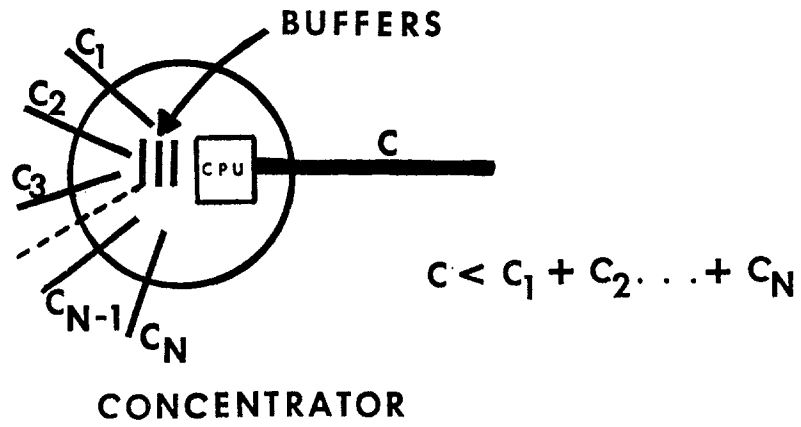 BUFFERS
C1
C2
C
CPU
C3
C < C1 + C2 . . . + CN
CN-1
CN
CONCENTRATOR